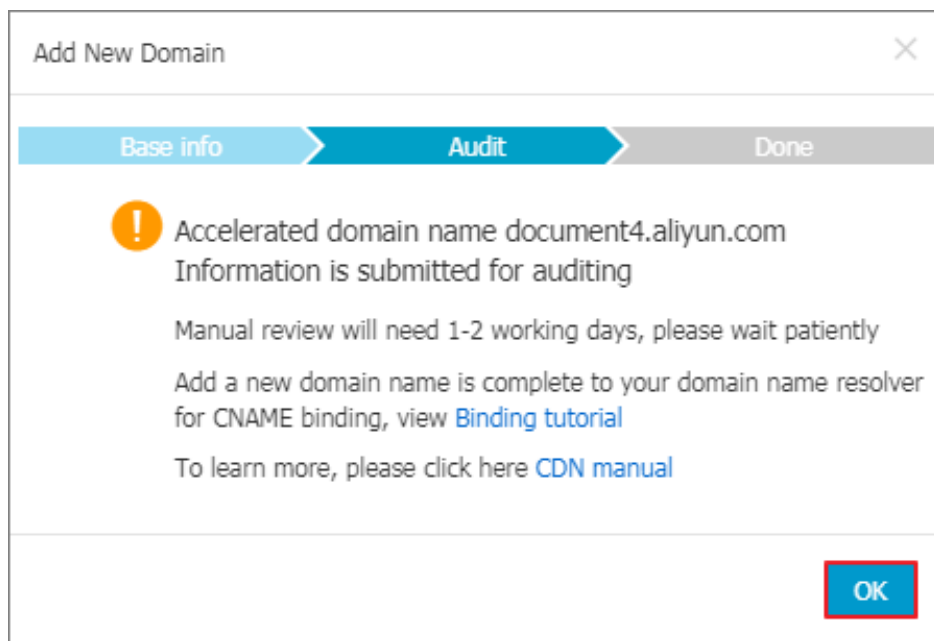 Add New Domain
Base info
Audit
Done
Accelerated domain name document4.aliyun.com
Information is submitted for auditing
Manual review will need 1-2 working days, please wait patiently
Add a new domain name is complete to your domain name resolver
for CNAME binding, view Binding tutorial
To learn more, please click here CDN manual
OK